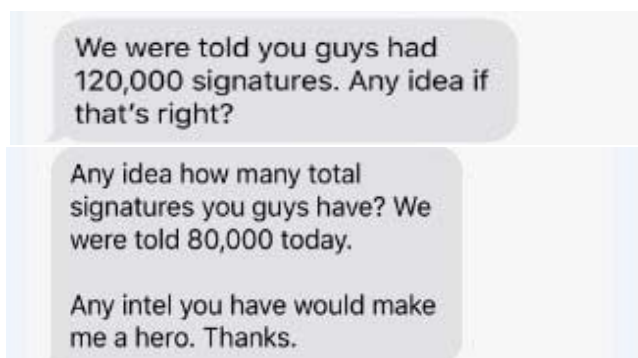 We were told you guys had
120,000 signatures. Any idea if
that's right?
Any idea how many total
signatures you guys have? We
were told 80,000 today.
Any intel you have would make
me a hero. Thanks.